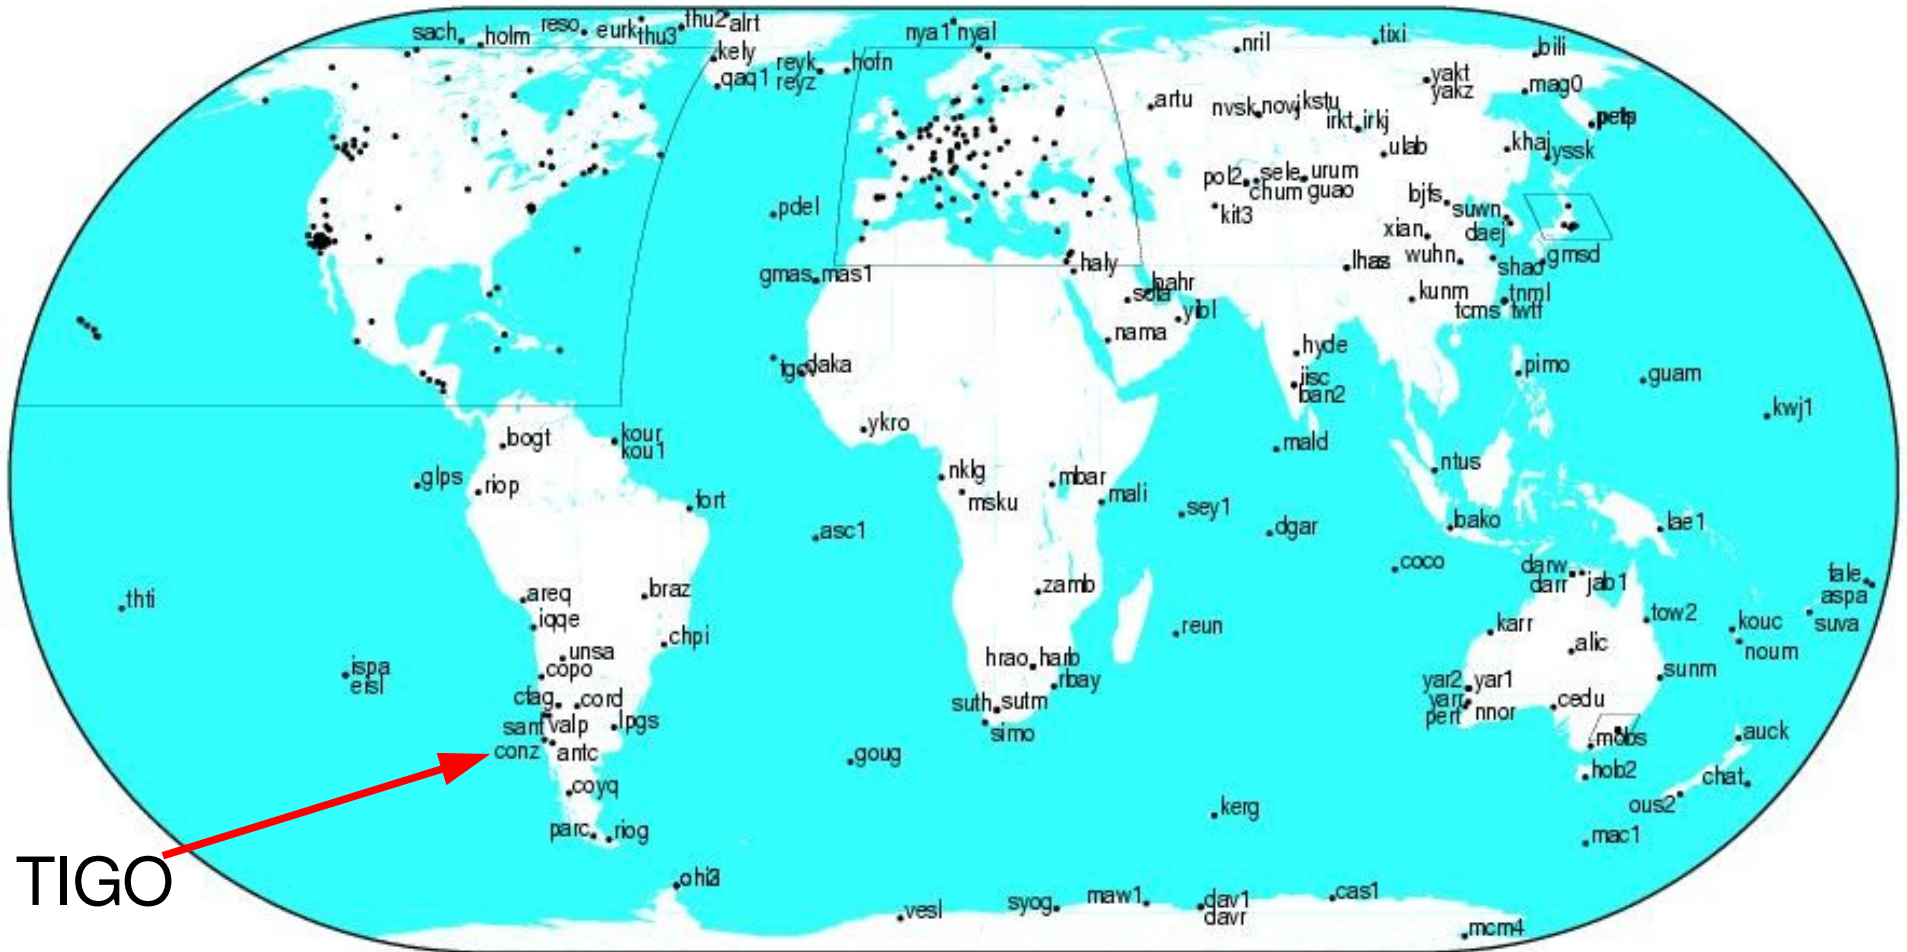 sach
holm
reso
eurk
thu3
thu2
alrt
kely
qaq1
reyk
reyz
hofn
nya1
nyal
nril
tixi
bili
artu
nvsk
novj
kstu
irkt
irkj
yakt
yakz
mag0
petp
ulab
khaj
yssk
pol2
sele
urum
chum
guao
kit3
bjfs
suwn
daej
xian
wuhn
shao
gmsd
lhas
kunm
tnml
tcms
twtf
pdel
gmas
mas1
haly
bahr
sola
yibl
nama
daka
hyde
iisc
ban2
pimo
guam
kwj1
ykro
bogt
kour
kou1
glps
riop
fort
nklg
msku
mbar
mali
mald
sey1
dgar
ntus
bako
lae1
asc1
coco
darw
darr
jab1
fale
aspa
suva
thti
areq
iqqe
braz
chpi
unsa
copo
zamb
reun
karr
tow2
kouc
noum
alic
ispa
eisl
hrao
harb
rbay
sunm
cfag
cord
sant
valp
lpgs
conz
antc
suth
sutm
simo
yar2
yar1
yarr
pert
nnor
cedu
mobs
auck
goug
hob2
chat
coyq
ous2
kerg
parc
riog
mac1
TIGO
vesl
syog
maw1
dav1
davr
cas1
mcm4